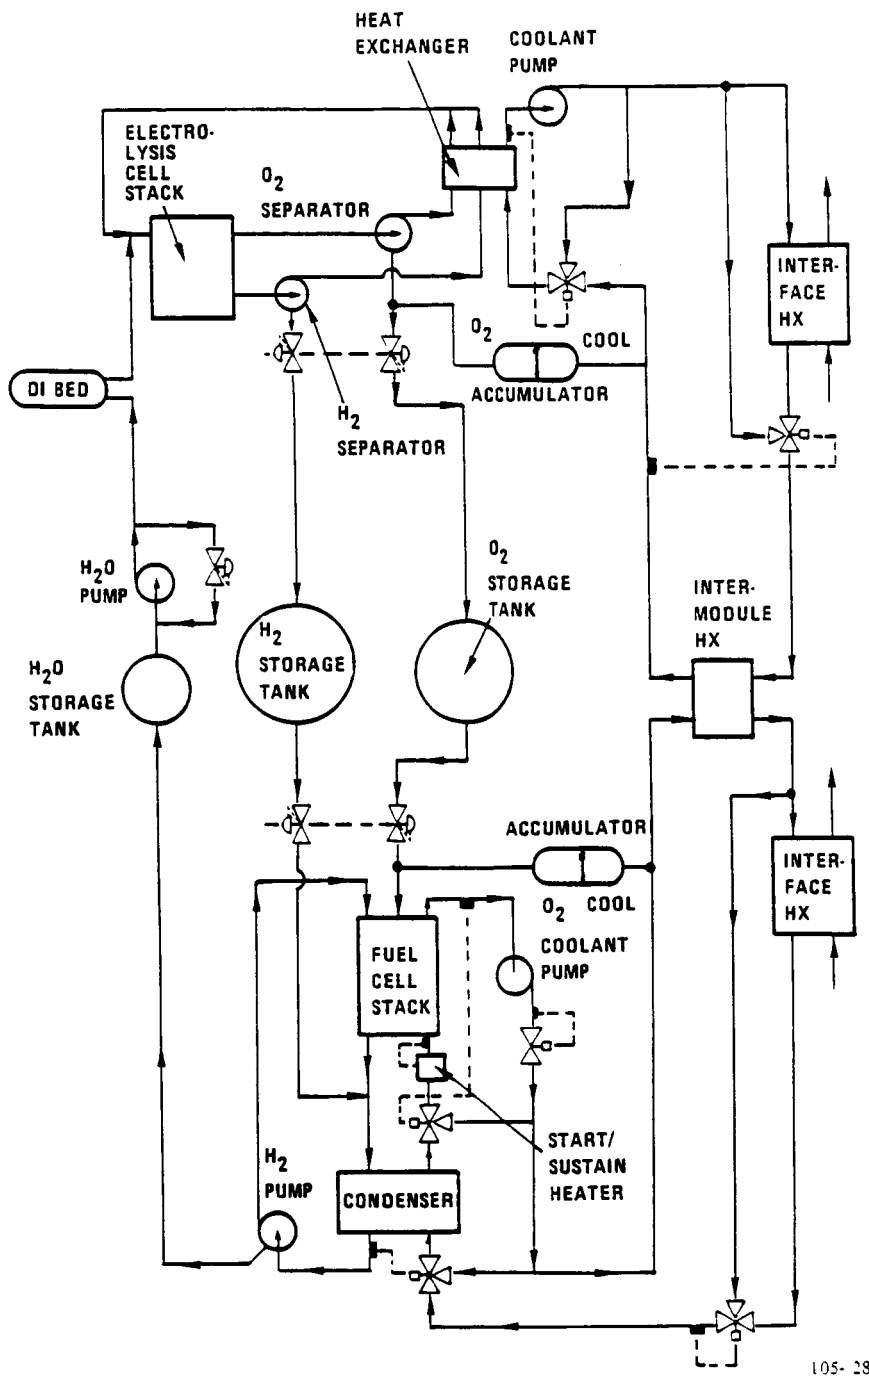 HEAT
EXCHANGER
COOLANT
PUMP
ELECTRO-
LYSIS
CELL
STACK
O2
SEPARATOR
INTER-
FACE
HX
O2
COOL
ACCUMULATOR
DI BED
H2
SEPARATOR
H2O
PUMP
O2
STORAGE
TANK
INTER-
MODULE
HX
H2
STORAGE
TANK
H2O
STORAGE
TANK
ACCUMULATOR
O2 COOL
INTER-
FACE
HX
FUEL
CELL
STACK
COOLANT
PUMP
START/
SUSTAIN
HEATER
H2
PUMP
CONDENSER
105-28